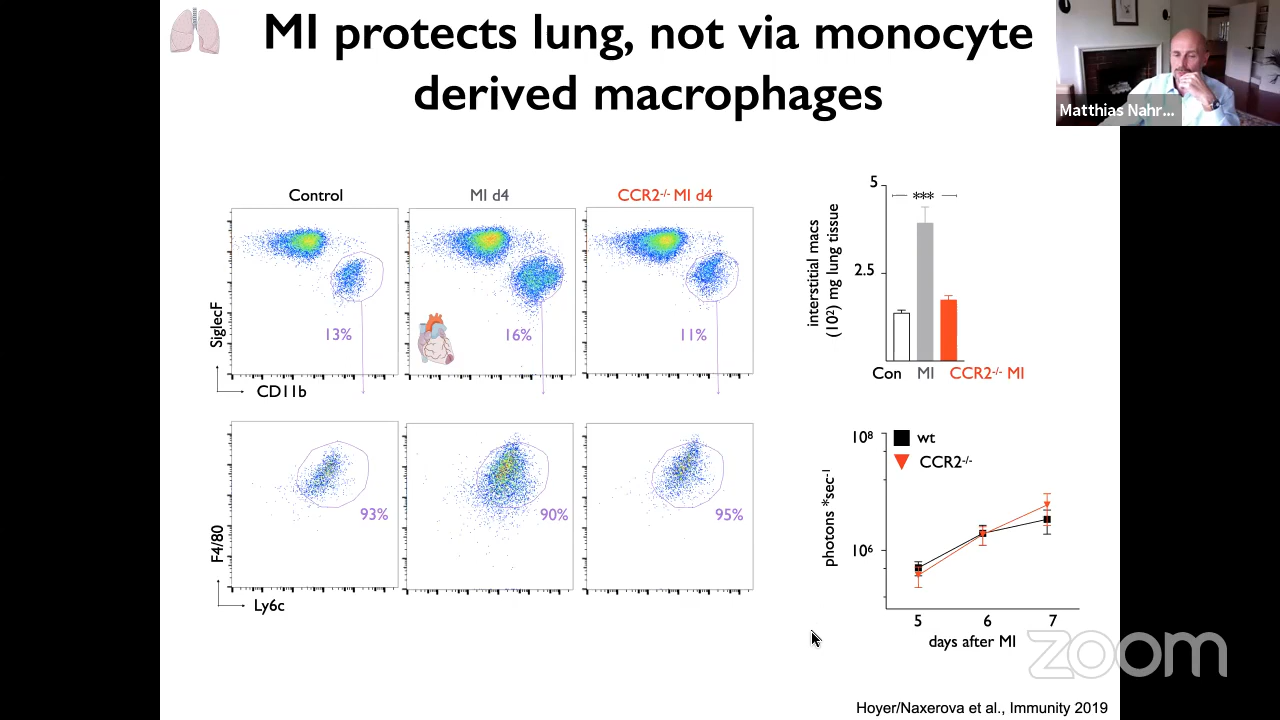 MI protects lung, not via monocyte
derived macrophages
Matthias Nahr...
Control
MI d4
CCR2-/- MI d4
SiglecF
13%
16%
11%
CD11b
F4/80
93%
90%
95%
Ly6c
5
***
2.5
interstitial macs
(10²) mg lung tissue
Con
MI
CCR2-/- MI
10⁸
wt
CCR2-/-
photons *sec⁻¹
10⁶
5
6
7
days after MI
zoom
Hoyer/Naxerova et al., Immunity 2019